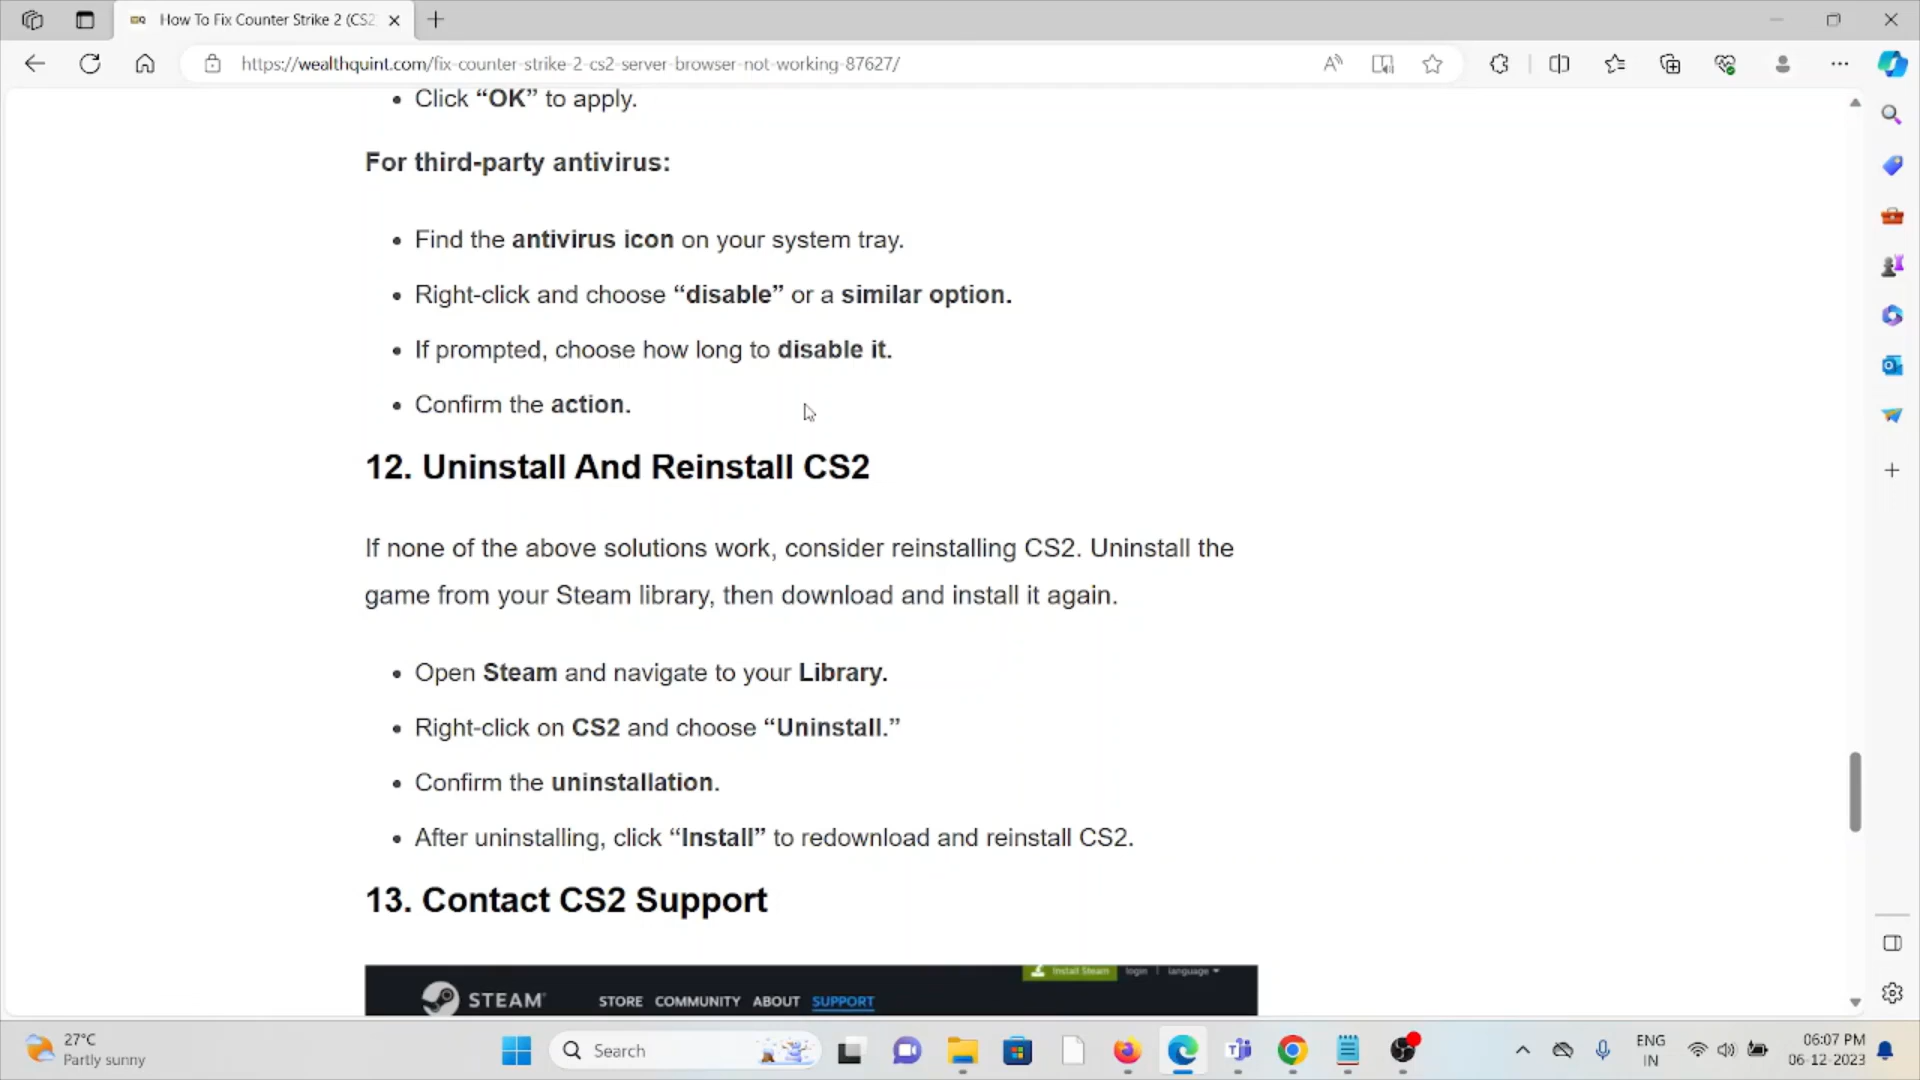 How To Fix Counter Strike 2 (CS2
https://wealthquint.com/fix-counter-strike-2-cs2-server-browser-not-working-87627/
• Click “OK” to apply.
For third-party antivirus:
• Find the antivirus icon on your system tray.
• Right-click and choose “disable” or a similar option.
• If prompted, choose how long to disable it.
• Confirm the action.
12. Uninstall And Reinstall CS2
If none of the above solutions work, consider reinstalling CS2. Uninstall the
game from your Steam library, then download and install it again.
• Open Steam and navigate to your Library.
• Right-click on CS2 and choose “Uninstall.”
• Confirm the uninstallation.
• After uninstalling, click “Install” to redownload and reinstall CS2.
13. Contact CS2 Support
Install Steam login | language
STEAM STORE COMMUNITY ABOUT SUPPORT
27°C
Partly sunny
Search
ENG
IN
06:07 PM
06-12-2023